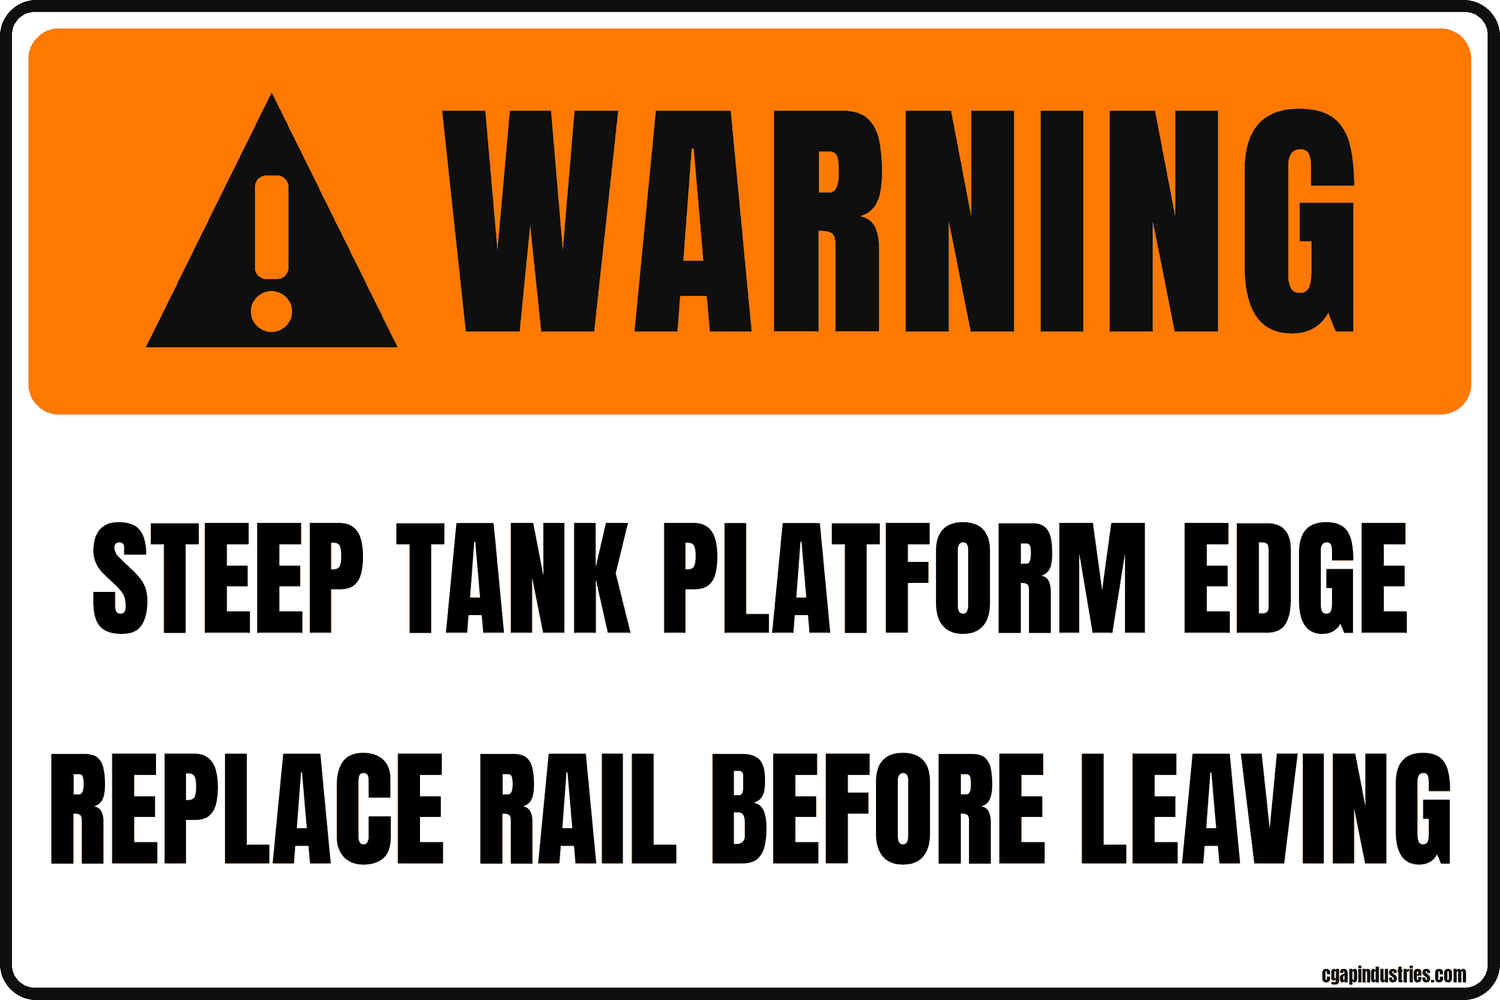 WARNING
STEEP TANK PLATFORM EDGE
REPLACE RAIL BEFORE LEAVING
cgapindustries.com